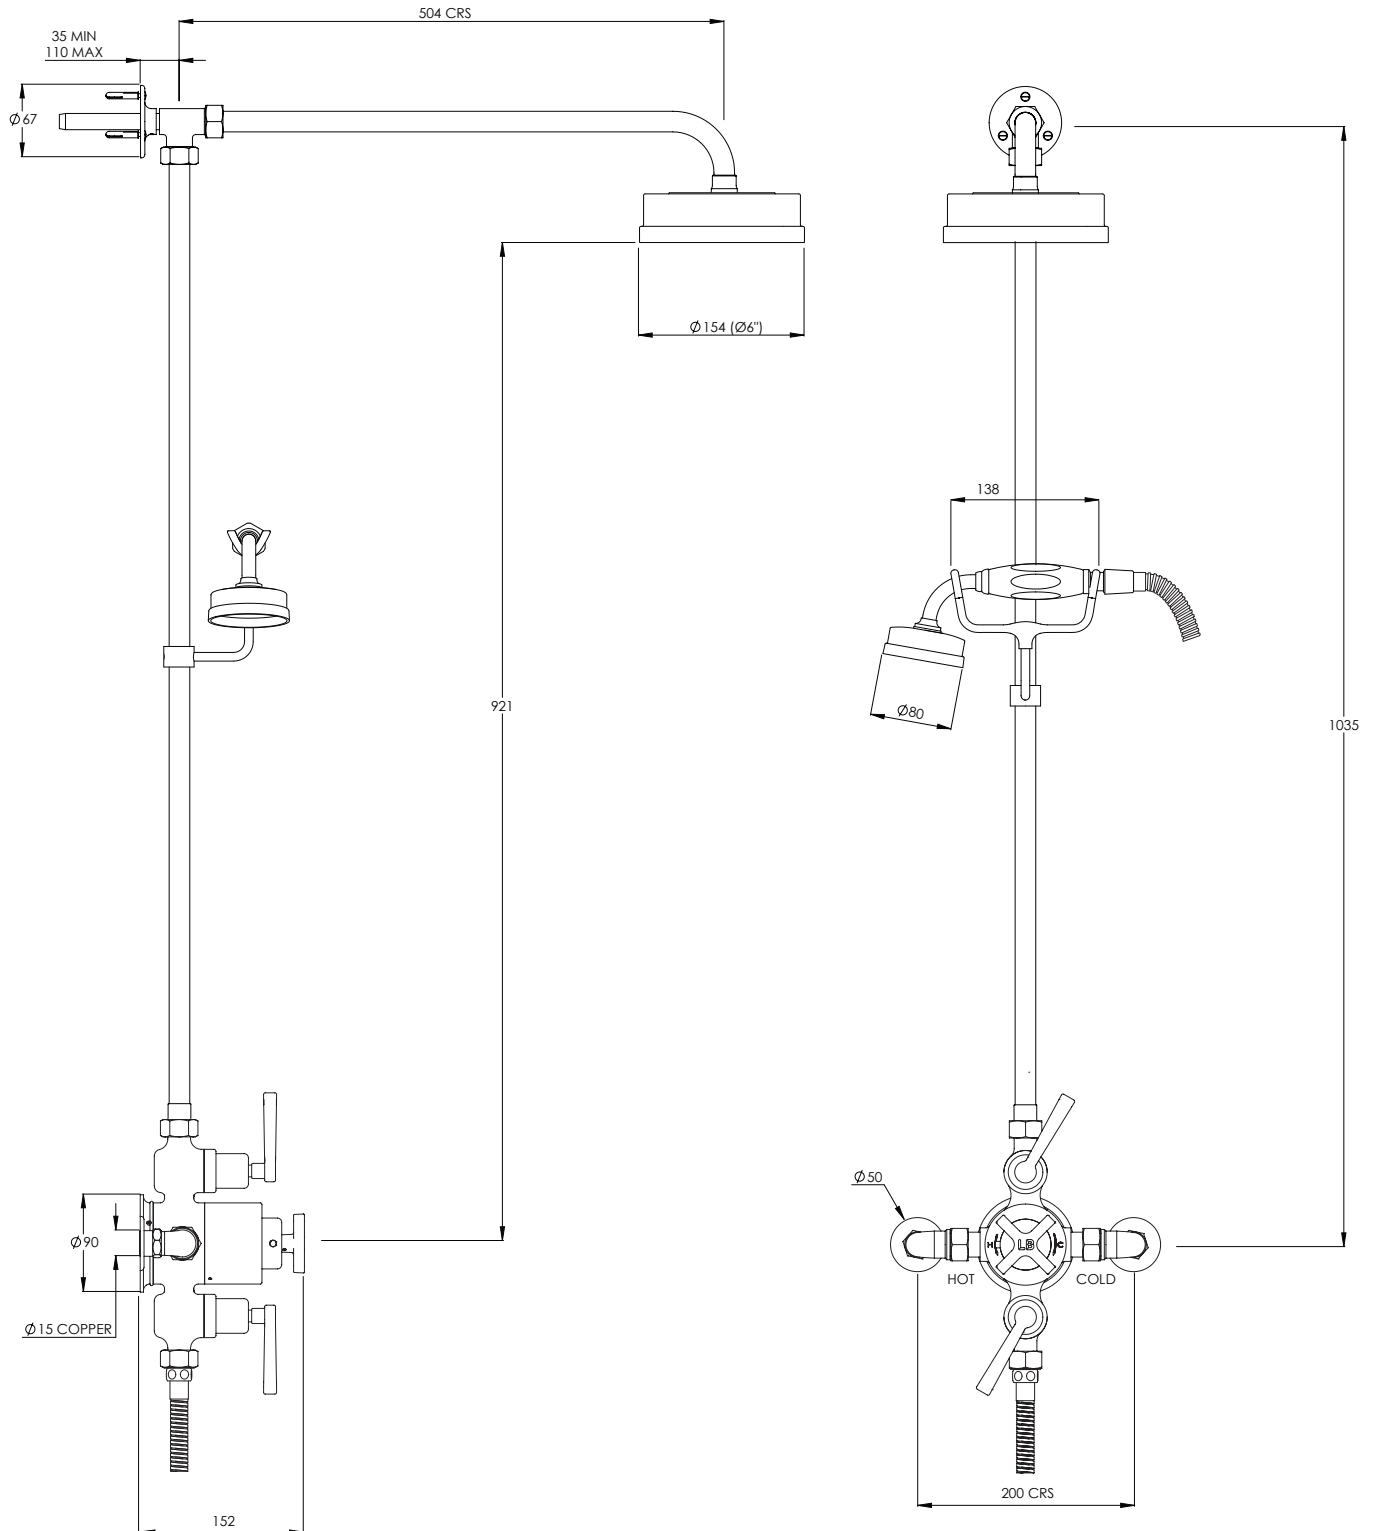 504 CRS
35 MIN
110 MAX
Ø67
Ø154 (Ø6")
138
921
Ø80
1035
Ø50
Ø90
H LB C
HOT
COLD
Ø15 COPPER
200 CRS
152